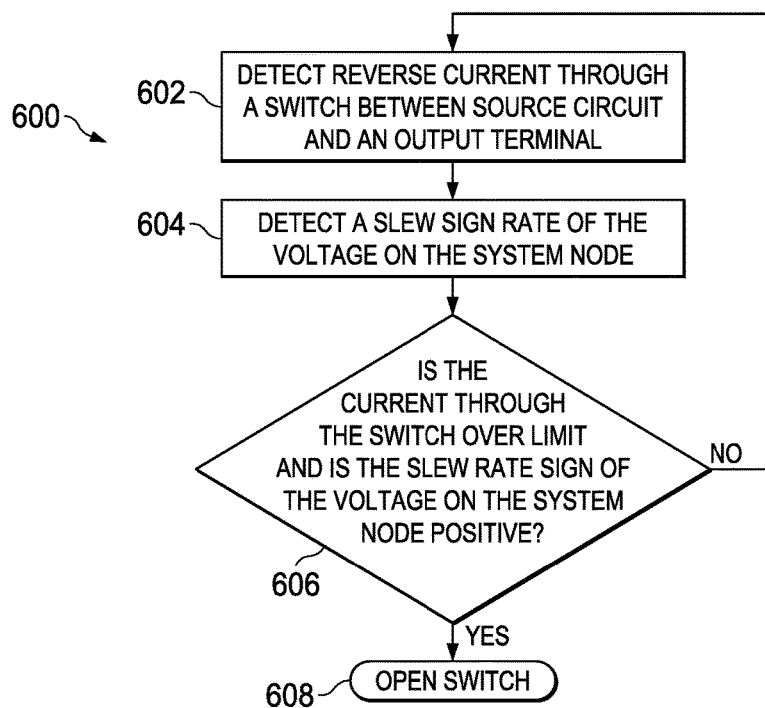 600
602
DETECT REVERSE CURRENT THROUGH
A SWITCH BETWEEN SOURCE CIRCUIT
AND AN OUTPUT TERMINAL
604
DETECT A SLEW SIGN RATE OF THE
VOLTAGE ON THE SYSTEM NODE
IS THE
CURRENT THROUGH
THE SWITCH OVER LIMIT
AND IS THE SLEW RATE SIGN OF
THE VOLTAGE ON THE SYSTEM
NODE POSITIVE?
NO
606
YES
608
OPEN SWITCH